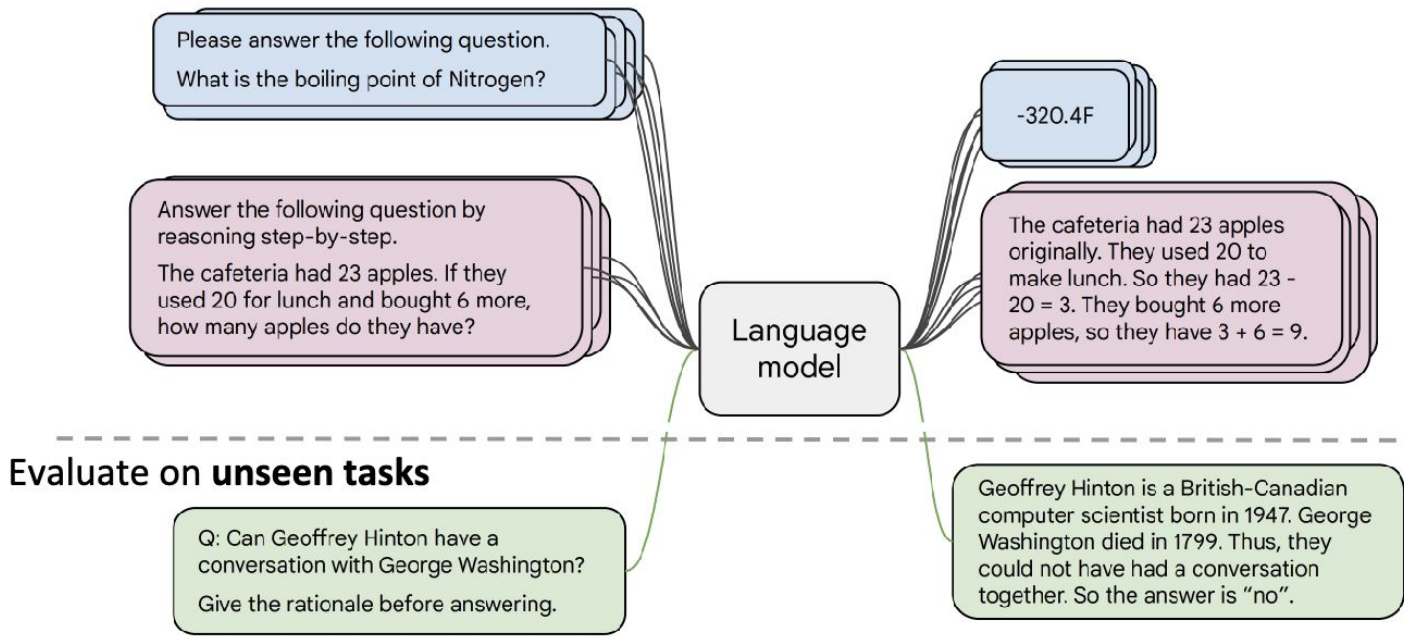 Please answer the following question.
What is the boiling point of Nitrogen?
-320.4F
Answer the following question by
reasoning step-by-step.
The cafeteria had 23 apples. If they
used 20 for lunch and bought 6 more,
how many apples do they have?
Language
model
The cafeteria had 23 apples
originally. They used 20 to
make lunch. So they had 23 -
20 = 3. They bought 6 more
apples, so they have 3 + 6 = 9.
Evaluate on unseen tasks
Q: Can Geoffrey Hinton have a
conversation with George Washington?
Give the rationale before answering.
Geoffrey Hinton is a British-Canadian
computer scientist born in 1947. George
Washington died in 1799. Thus, they
could not have had a conversation
together. So the answer is “no”.